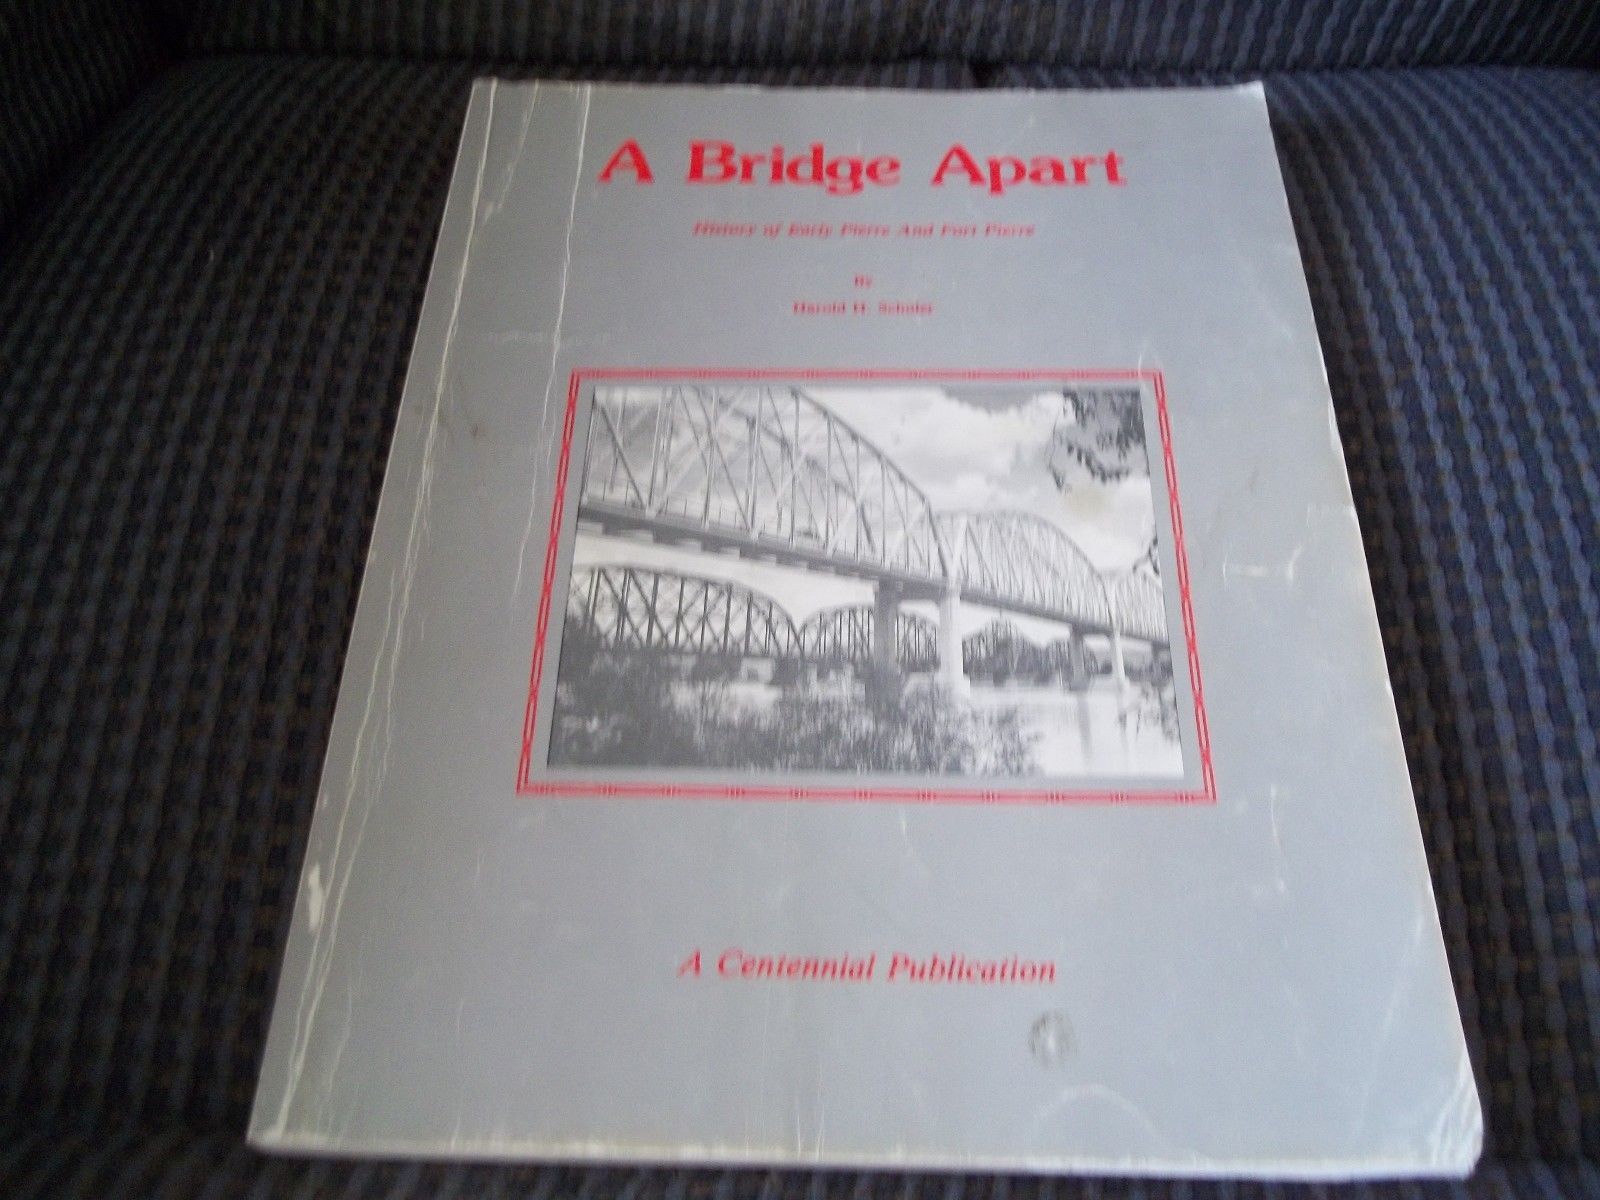 A Bridge Apart
History of Early Pierre And Fort Pierre
By
Harold H. Schuler
A Centennial Publication